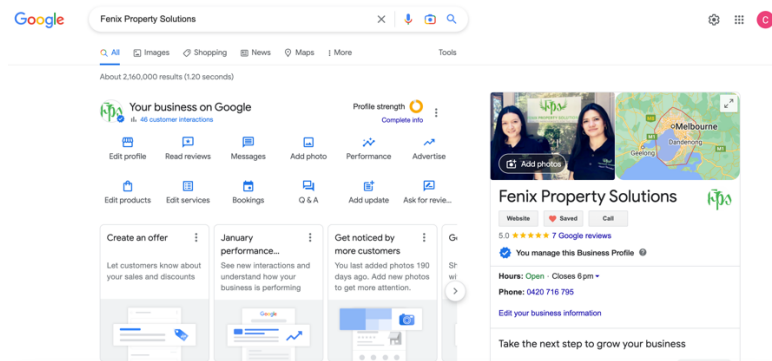 Google
Fenix Property Solutions
All
Images
Shopping
News
Maps
More
Tools
About 2,160,000 results (1.20 seconds)
Your business on Google
46 customer interactions
Profile strength
Complete info
Edit profile
Read reviews
Messages
Add photo
Performance
Advertise
Edit products
Edit services
Bookings
Q & A
Add update
Ask for revie...
Create an offer
Let customers know about
your sales and discounts
January
performance...
See new interactions and
understand how your
business is performing
Google
Get noticed by
more customers
You last added photos 190
days ago. Add new photos
to get more attention.
Add photos
Melbourne
Geelong
Dandenong
M1
Fenix Property Solutions
fps
Website
Saved
Call
5.0 ★★★★★ 7 Google reviews
You manage this Business Profile
Hours: Open · Closes 6 pm
Phone: 0420 716 795
Edit your business information
Take the next step to grow your business
C